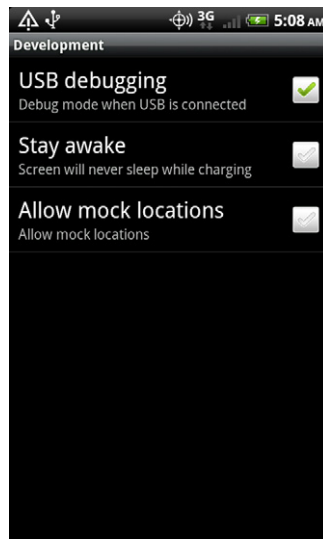 3G 5:08 AM
Development
USB debugging
Debug mode when USB is connected
Stay awake
Screen will never sleep while charging
Allow mock locations
Allow mock locations